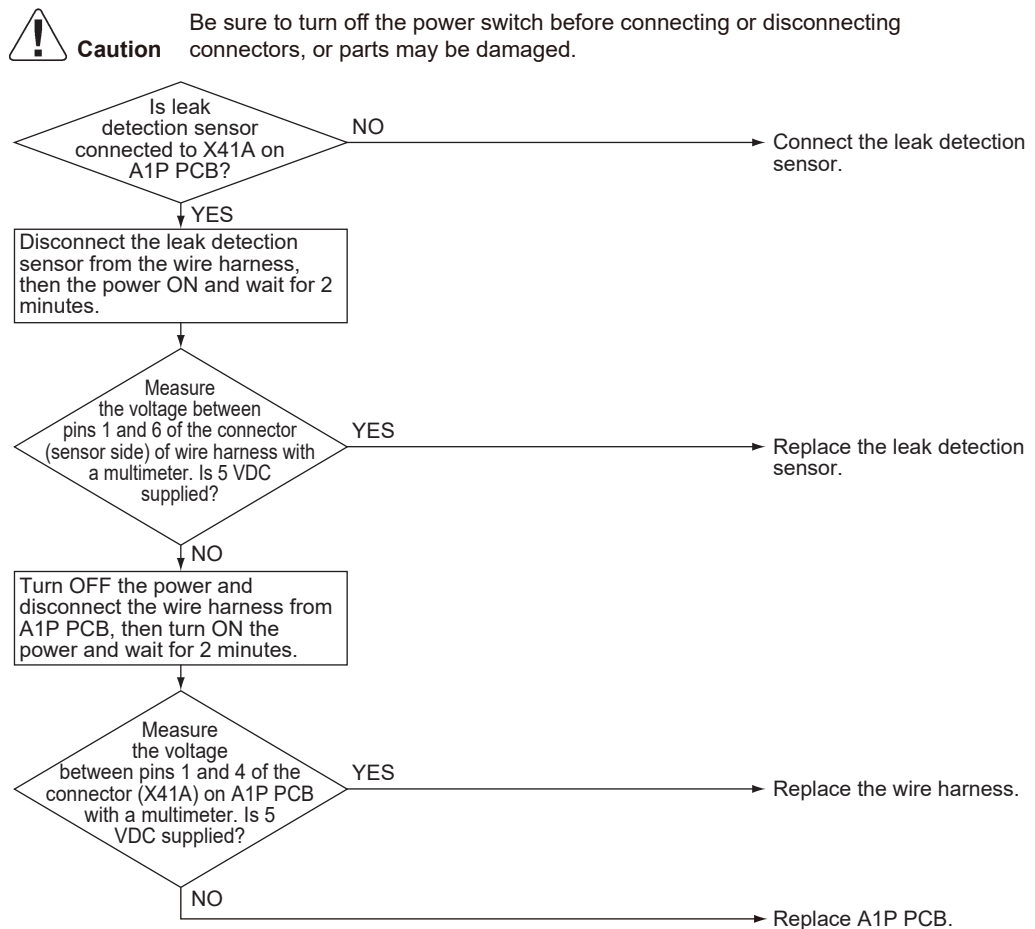 Be sure to turn off the power switch before connecting or disconnecting
Caution
connectors, or parts may be damaged.
Is leak
detection sensor
connected to X41A on
A1P PCB?
NO
Connect the leak detection
sensor.
YES
Disconnect the leak detection
sensor from the wire harness,
then the power ON and wait for 2
minutes.
Measure
the voltage between
pins 1 and 6 of the connector
(sensor side) of wire harness with
a multimeter. Is 5 VDC
supplied?
YES
Replace the leak detection
sensor.
NO
Turn OFF the power and
disconnect the wire harness from
A1P PCB, then turn ON the
power and wait for 2 minutes.
Measure
the voltage
between pins 1 and 4 of the
connector (X41A) on A1P PCB
with a multimeter. Is 5
VDC supplied?
YES
Replace the wire harness.
NO
Replace A1P PCB.